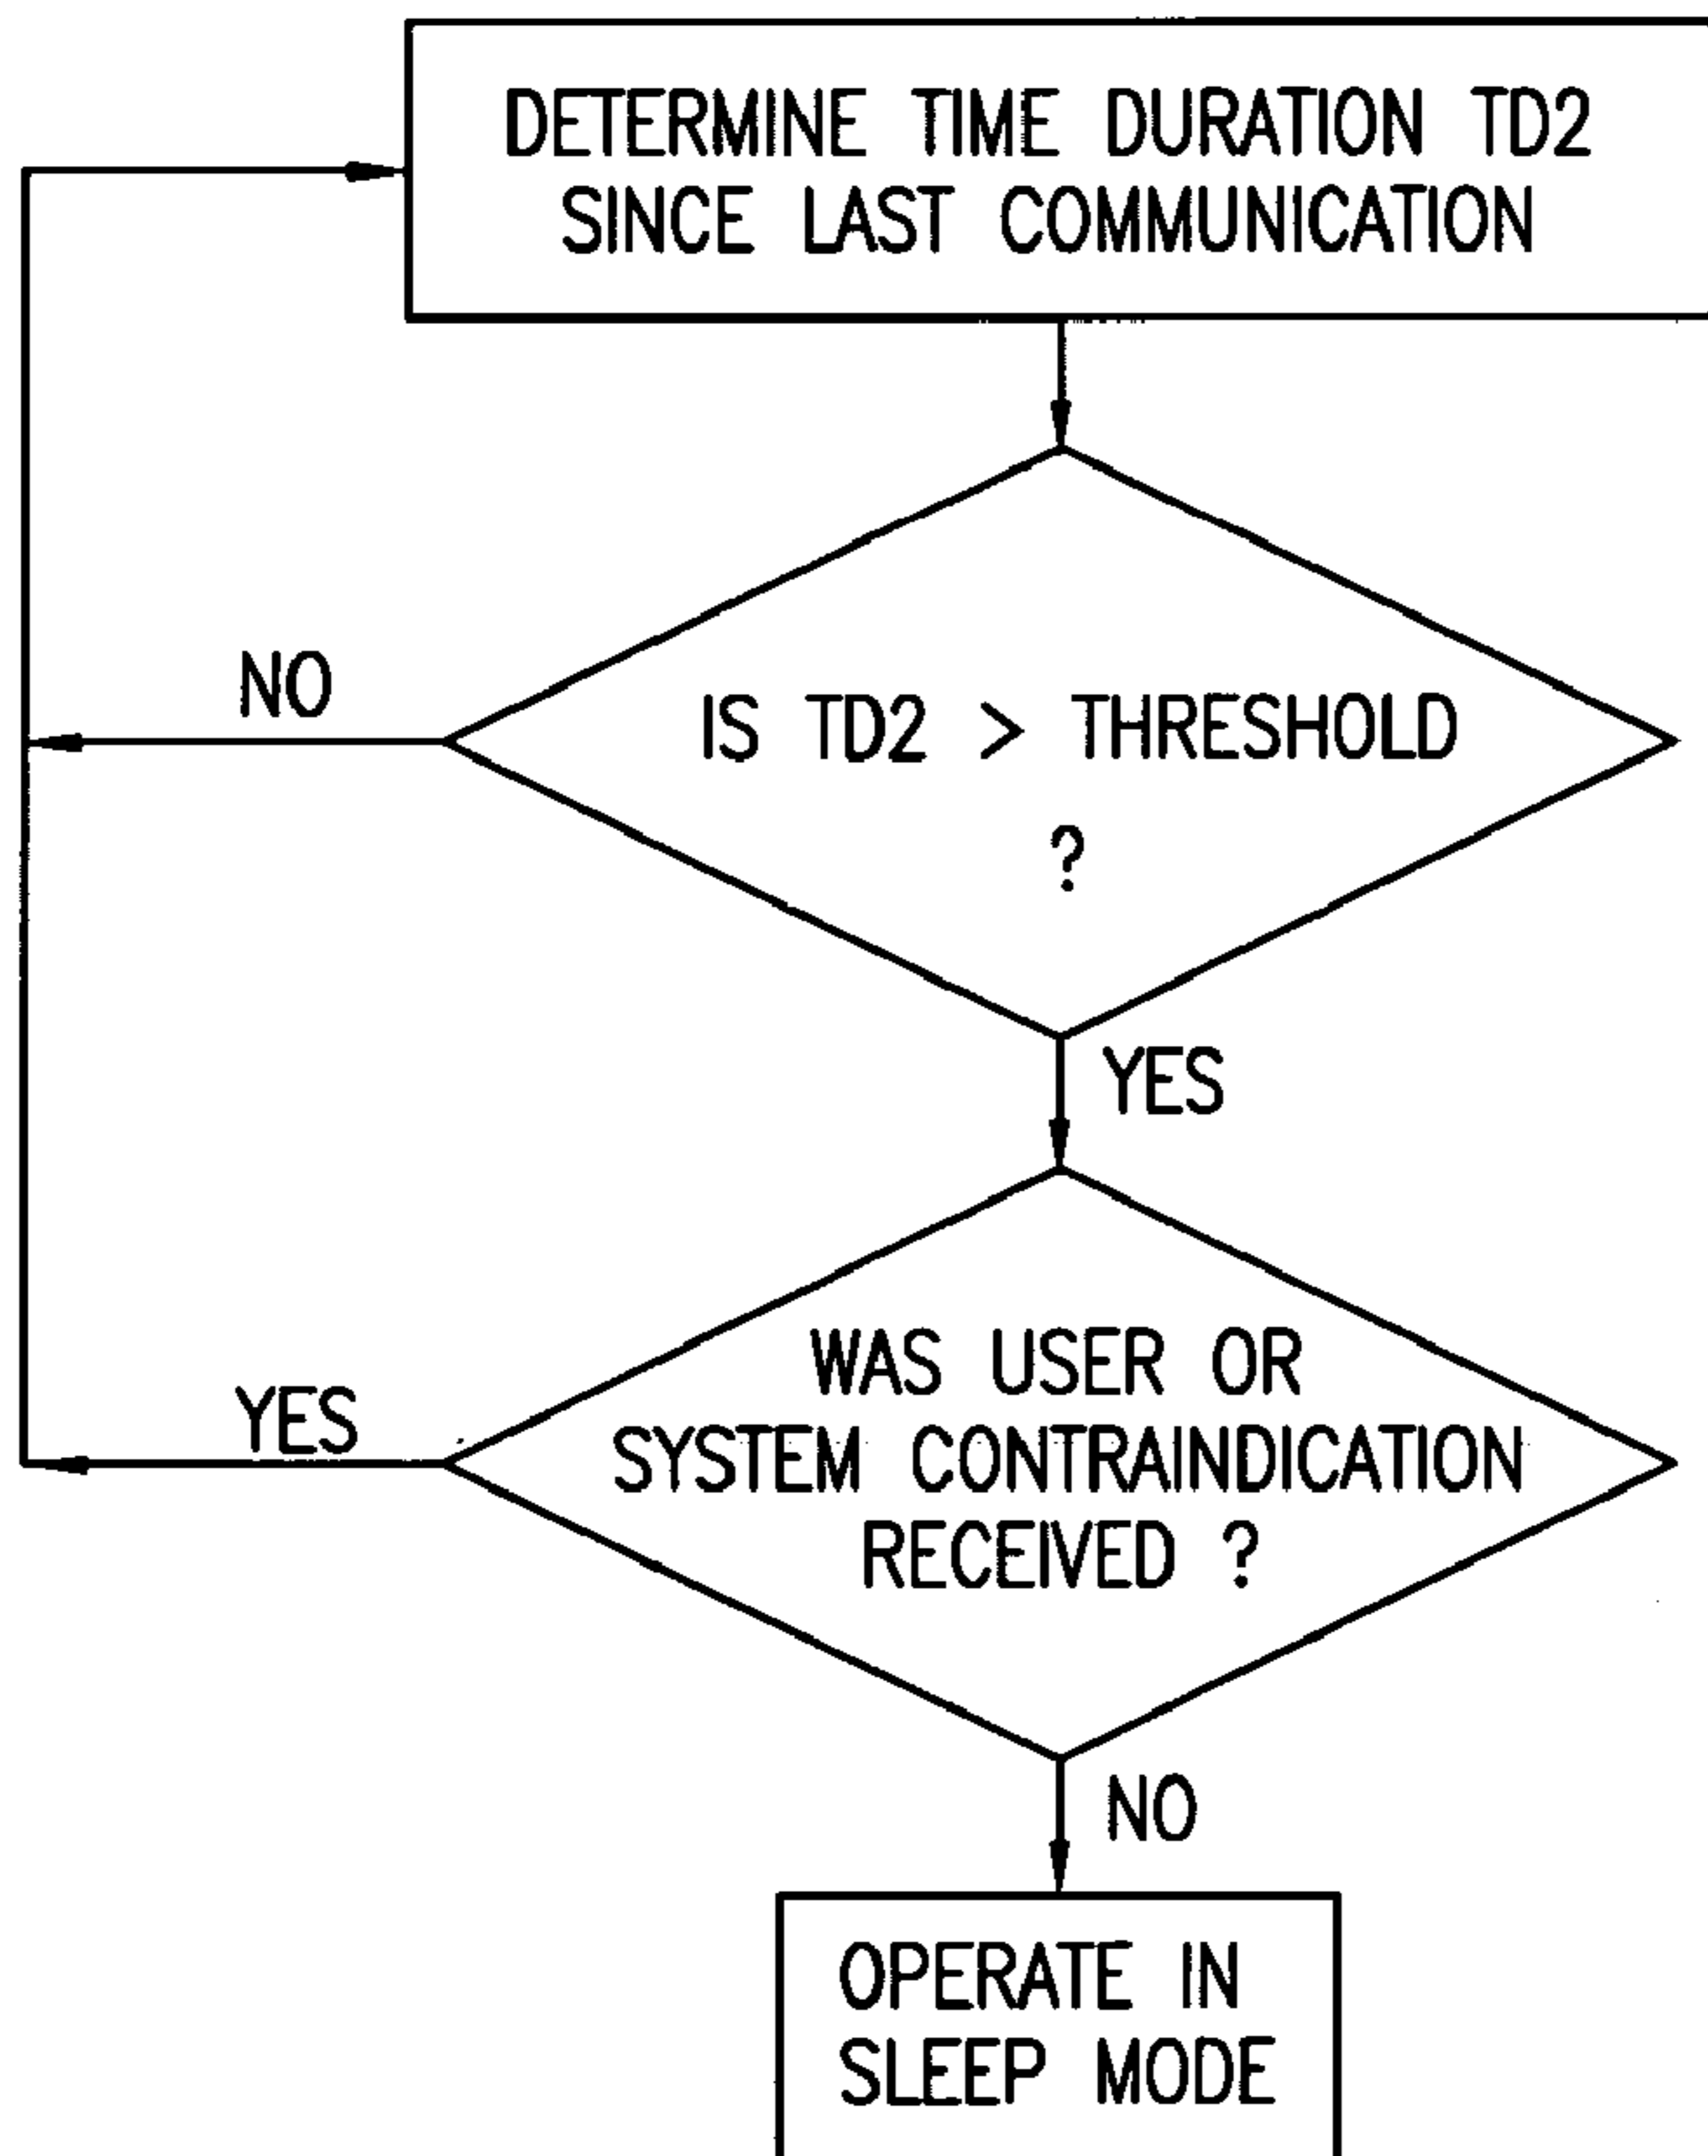 DETERMINE TIME DURATION TD2
SINCE LAST COMMUNICATION
NO
IS TD2 > THRESHOLD
?
YES
WAS USER OR
YES
SYSTEM CONTRAINDICATION
RECEIVED ?
NO
OPERATE IN
SLEEP MODE